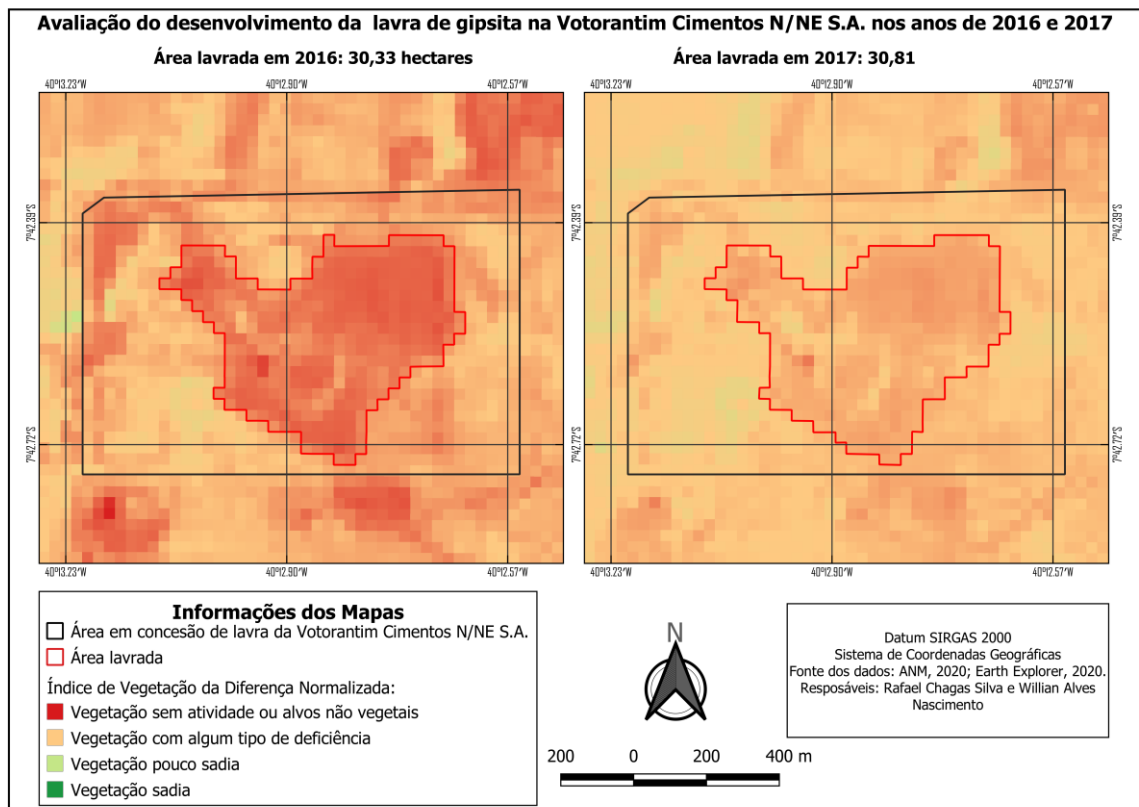 Avaliação do desenvolvimento da lavra de gipsita na Votorantim Cimentos N/NE S.A. nos anos de 2016 e 2017
Área lavrada em 2016: 30,33 hectares
Área lavrada em 2017: 30,81
40°13.23'W 40°12.90'W 40°12.57'W
40°13.23'W 40°12.90'W 40°12.57'W
7°42.39'S
7°42.39'S
7°42.39'S
7°42.39'S
7°42.72'S
7°42.72'S
7°42.72'S
7°42.72'S
40°13.23'W 40°12.90'W 40°12.57'W
40°13.23'W 40°12.90'W 40°12.57'W
Informações dos Mapas
Área em concesão de lavra da Votorantim Cimentos N/NE S.A.
Área lavrada
Índice de Vegetação da Diferença Normalizada:
Vegetação sem atividade ou alvos não vegetais
Vegetação com algum tipo de deficiência
Vegetação pouco sadia
Vegetação sadia
N
200 0 200 400 m
Datum SIRGAS 2000
Sistema de Coordenadas Geográficas
Fonte dos dados: ANM, 2020; Earth Explorer, 2020.
Resposáveis: Rafael Chagas Silva e Willian Alves
Nascimento